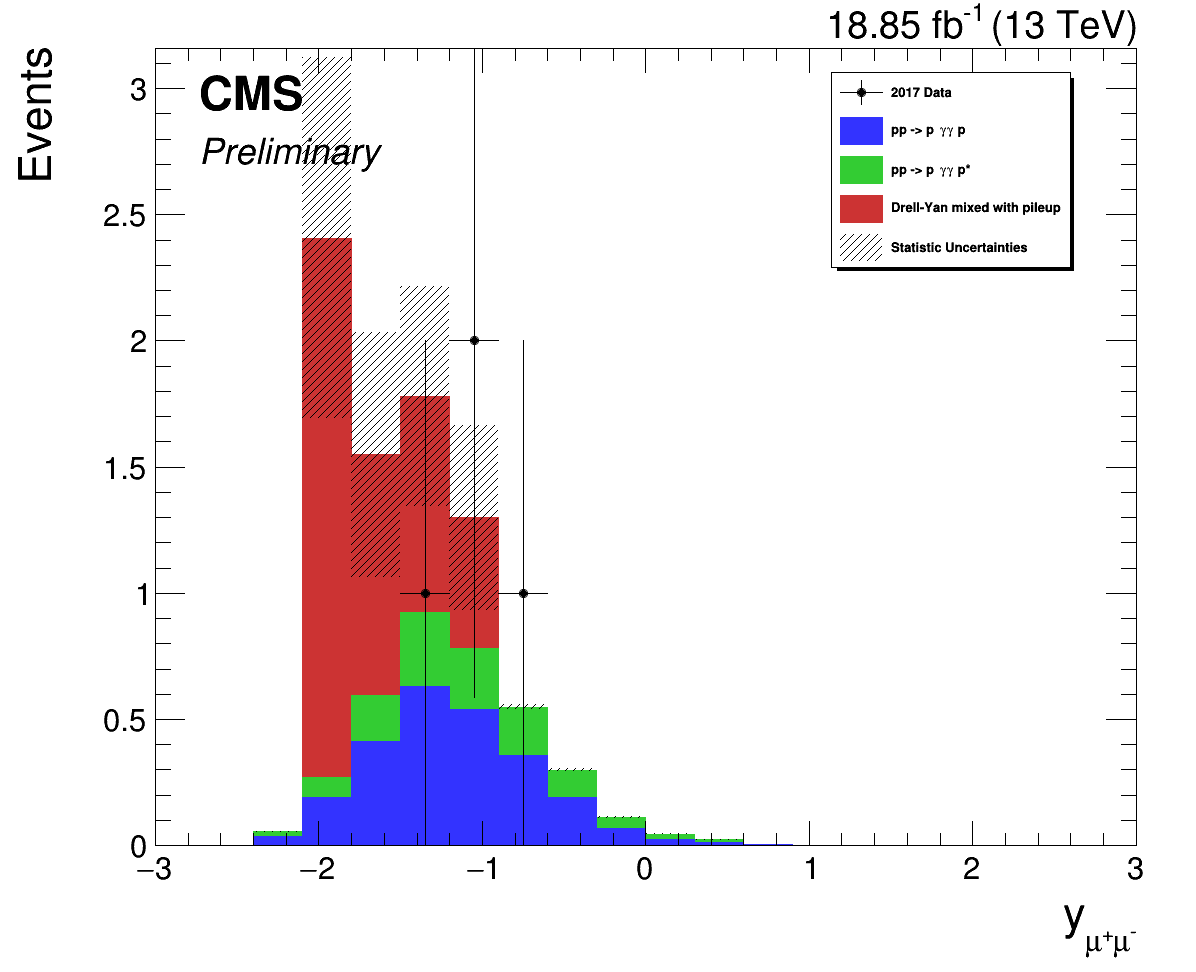 18.85 fb⁻¹ (13 TeV)
Events
CMS
Preliminary
2017 Data
pp -> p γγ p
pp -> p γγ p*
Drell-Yan mixed with pileup
Statistic Uncertainties
3
2.5
2
1.5
1
0.5
0
−3 −2 −1 0 1 2 3
y_μ⁺μ⁻